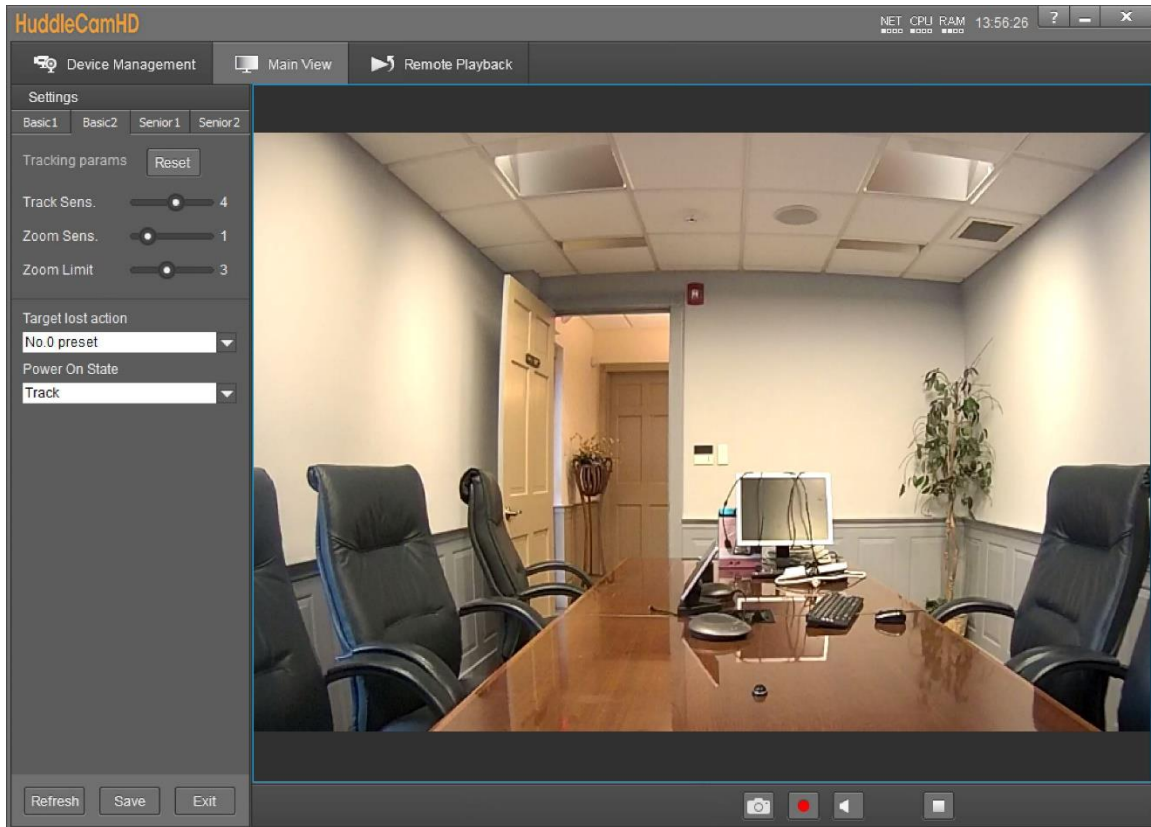 HuddleCamHD
NET CPU RAM 13:56:26 ?
Device Management Main View Remote Playback
Settings
Basic1 Basic2 Senior1 Senior2
Tracking params Reset
Track Sens. 4
Zoom Sens. 1
Zoom Limit 3
Target lost action
No.0 preset
Power On State
Track
Refresh Save Exit